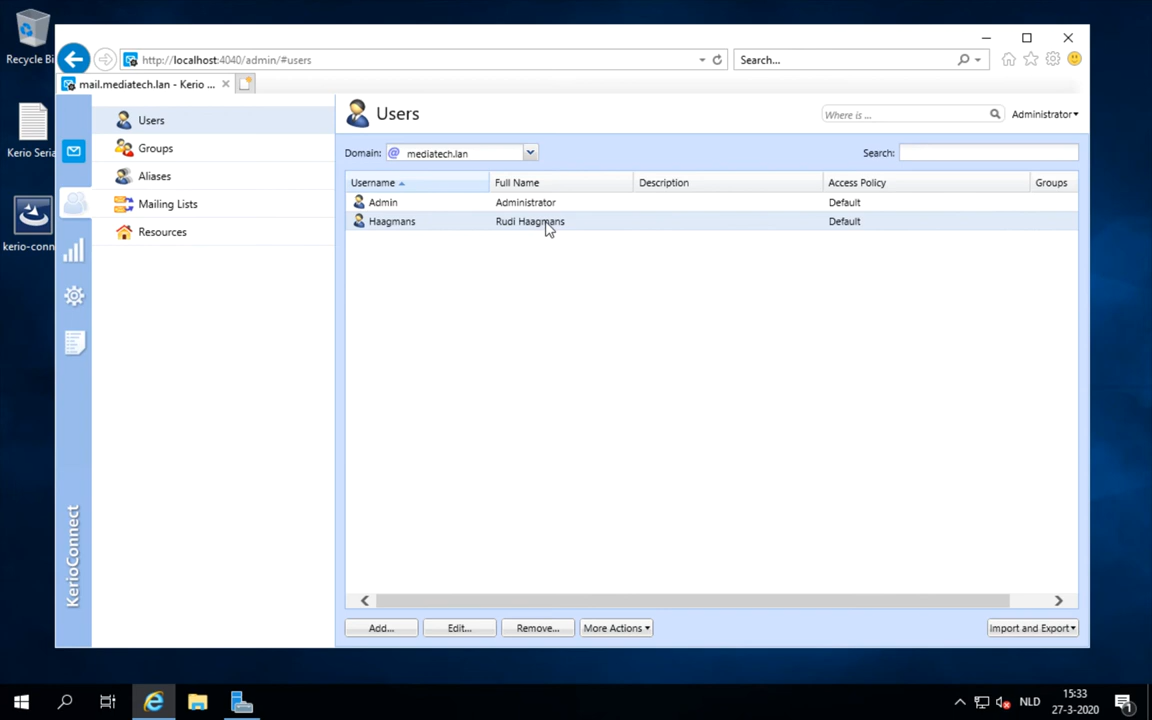 Recycle Bi
Kerio Seria
kerio-conn
http://localhost:4040/admin/#users
Search...
mail.mediatech.lan - Kerio ...
Users
Groups
Aliases
Mailing Lists
Resources
KerioConnect
Users
Where is ...
Administrator
Domain:
@ mediatech.lan
Search:
Username
Full Name
Description
Access Policy
Groups
Admin
Administrator
Default
Haagmans
Rudi Haagmans
Default
Add...
Edit...
Remove...
More Actions
Import and Export
NLD
15:33
27-3-2020
1